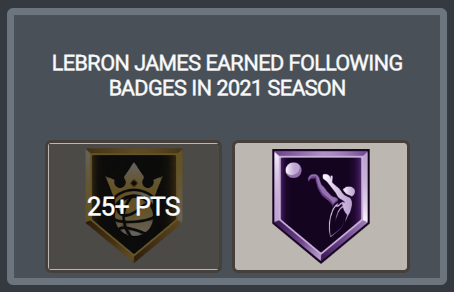 LEBRON JAMES EARNED FOLLOWING
BADGES IN 2021 SEASON
25+ PTS